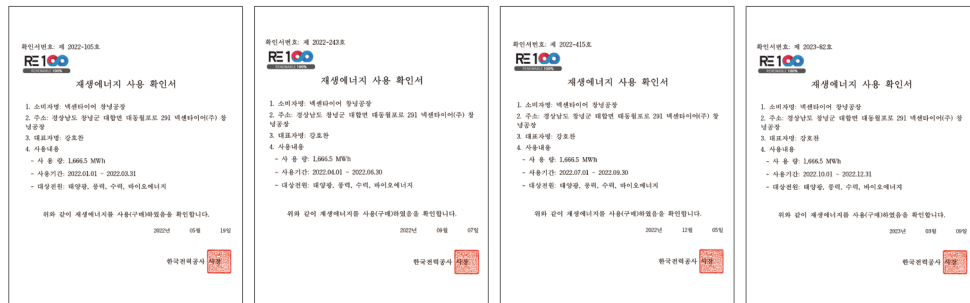 확인서번호: 제 2022-105호
RE100
RENEWABLE 100%
재생에너지 사용 확인서
1. 소비자명: 넥센타이어 창녕공장
2. 주소: 경상남도 창녕군 대합면 대동월포로 291 넥센타이어(주) 창
녕공장
3. 대표자명: 강호찬
4. 사용내용
- 사 용 량: 1,666.5 MWh
- 사용기간: 2022.01.01 ~ 2022.03.31
- 대상전원: 태양광, 풍력, 수력, 바이오에너지
위와 같이 재생에너지를 사용(구매)하였음을 확인합니다.
2022년 05월 19일
한국전력공사 사장
확인서번호: 제 2022-243호
RE100
RENEWABLE 100%
재생에너지 사용 확인서
1. 소비자명: 넥센타이어 창녕공장
2. 주소: 경상남도 창녕군 대합면 대동월포로 291 넥센타이어(주) 창
녕공장
3. 대표자명: 강호찬
4. 사용내용
- 사 용 량: 1,666.5 MWh
- 사용기간: 2022.04.01 ~ 2022.06.30
- 대상전원: 태양광, 풍력, 수력, 바이오에너지
위와 같이 재생에너지를 사용(구매)하였음을 확인합니다.
2022년 09월 07일
한국전력공사 사장
확인서번호: 제 2022-415호
RE100
RENEWABLE 100%
재생에너지 사용 확인서
1. 소비자명: 넥센타이어 창녕공장
2. 주소: 경상남도 창녕군 대합면 대동월포로 291 넥센타이어(주) 창
녕공장
3. 대표자명: 강호찬
4. 사용내용
- 사 용 량: 1,666.5 MWh
- 사용기간: 2022.07.01 ~ 2022.09.30
- 대상전원: 태양광, 풍력, 수력, 바이오에너지
위와 같이 재생에너지를 사용(구매)하였음을 확인합니다.
2022년 12월 05일
한국전력공사 사장
확인서번호: 제 2023-82호
RE100
RENEWABLE 100%
재생에너지 사용 확인서
1. 소비자명: 넥센타이어 창녕공장
2. 주소: 경상남도 창녕군 대합면 대동월포로 291 넥센타이어(주) 창
녕공장
3. 대표자명: 강호찬
4. 사용내용
- 사 용 량: 1,666.5 MWh
- 사용기간: 2022.10.01 ~ 2022.12.31
- 대상전원: 태양광, 풍력, 수력, 바이오에너지
위와 같이 재생에너지를 사용(구매)하였음을 확인합니다.
2023년 03월 09일
한국전력공사 사장